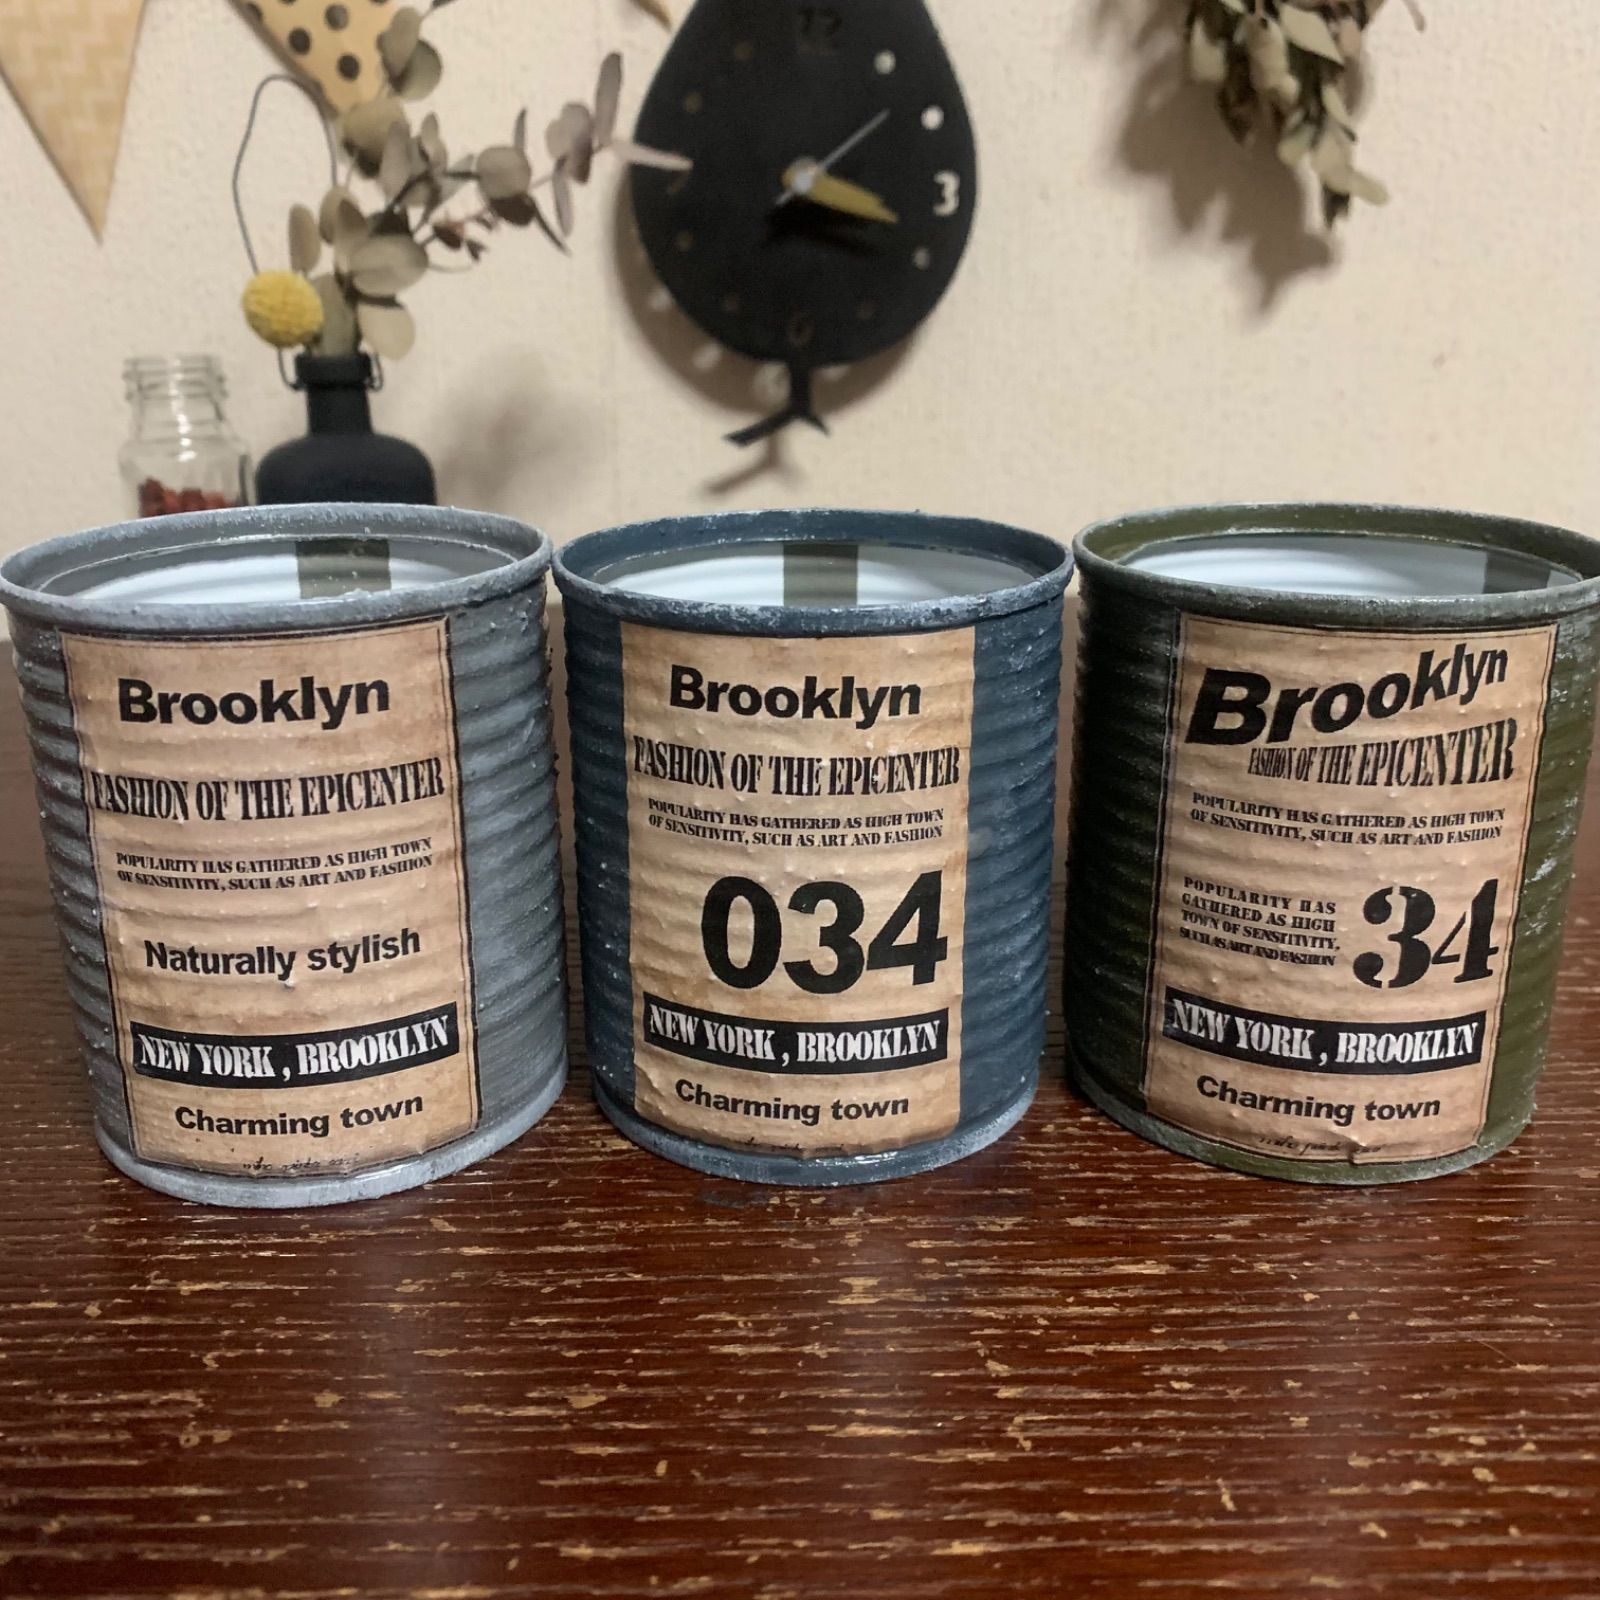 12
3
6
Brooklyn
FASHION OF THE EPICENTER
POPULARITY HAS GATHERED AS HIGH TOWN
OF SENSITIVITY, SUCH AS ART AND FASHION
Naturally stylish
NEW YORK , BROOKLYN
Charming town
Brooklyn
FASHION OF THE EPICENTER
POPULARITY HAS GATHERED AS HIGH TOWN
OF SENSITIVITY, SUCH AS ART AND FASHION
034
NEW YORK , BROOKLYN
Charming town
Brooklyn
FASHION OF THE EPICENTER
POPULARITY HAS GATHERED AS HIGH TOWN
OF SENSITIVITY, SUCH AS ART AND FASHION
POPULARITY HAS
GATHERED AS HIGH
TOWN OF SENSITIVITY,
SUCH AS ART AND FASHION
34
NEW YORK , BROOKLYN
Charming town